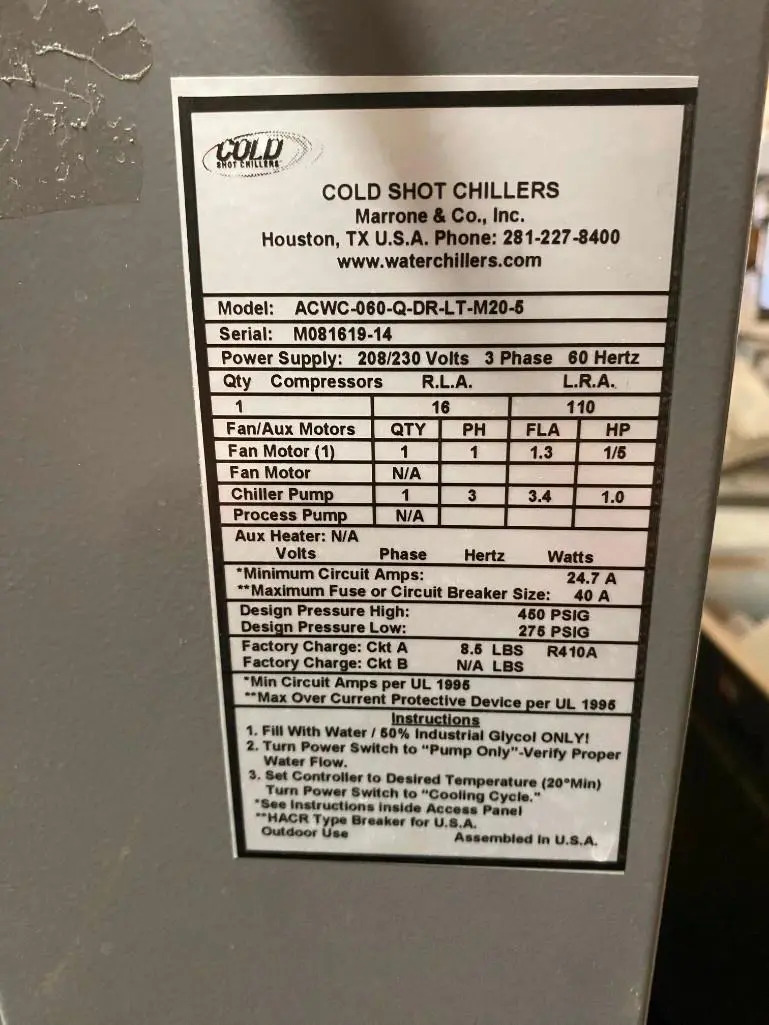 COLD
SHOT CHILLERS
COLD SHOT CHILLERS
Marrone & Co., Inc.
Houston, TX U.S.A. Phone: 281-227-8400
www.waterchillers.com
Model: ACWC-060-Q-DR-LT-M20-5
Serial: M081619-14
Power Supply: 208/230 Volts 3 Phase 60 Hertz
Qty Compressors R.L.A. L.R.A.
1 16 110
Fan/Aux Motors QTY PH FLA HP
Fan Motor (1) 1 1 1.3 1/5
Fan Motor N/A
Chiller Pump 1 3 3.4 1.0
Process Pump N/A
Aux Heater: N/A
Volts Phase Hertz Watts
*Minimum Circuit Amps: 24.7 A
**Maximum Fuse or Circuit Breaker Size: 40 A
Design Pressure High: 450 PSIG
Design Pressure Low: 275 PSIG
Factory Charge: Ckt A 8.5 LBS R410A
Factory Charge: Ckt B N/A LBS
*Min Circuit Amps per UL 1995
**Max Over Current Protective Device per UL 1995
Instructions
1. Fill With Water / 50% Industrial Glycol ONLY!
2. Turn Power Switch to "Pump Only"-Verify Proper
Water Flow.
3. Set Controller to Desired Temperature (20°Min)
Turn Power Switch to "Cooling Cycle."
*See Instructions Inside Access Panel
**HACR Type Breaker for U.S.A.
Outdoor Use Assembled In U.S.A.